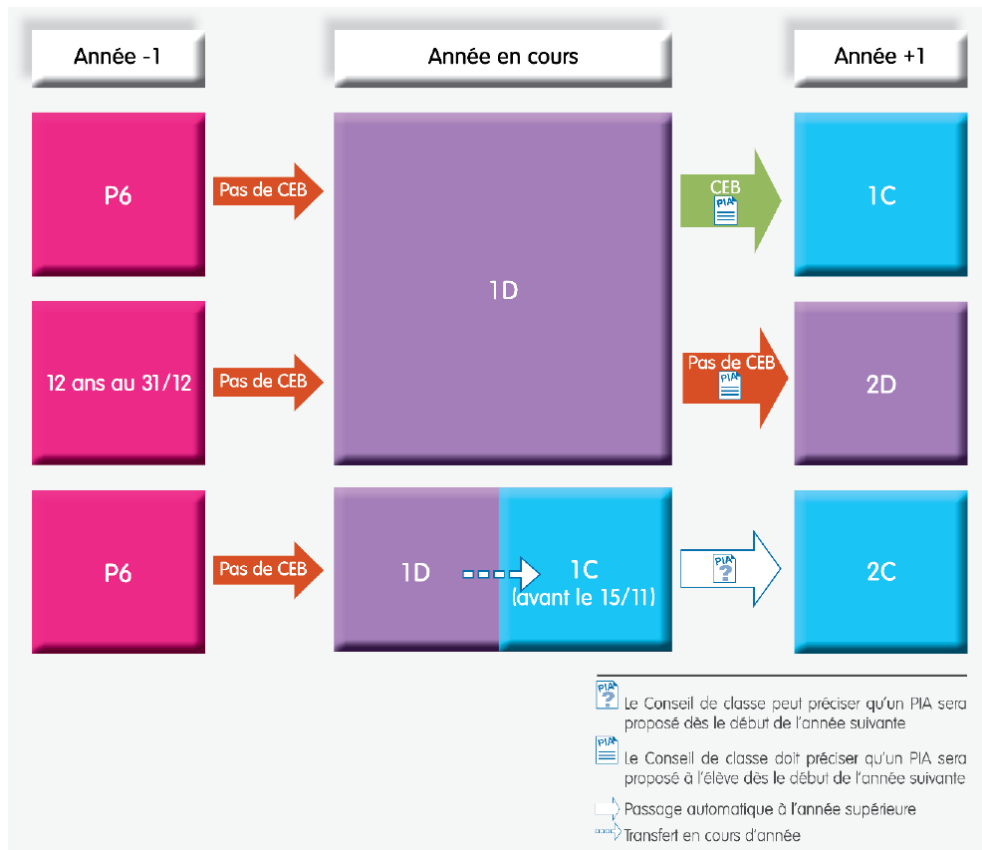 Année -1
Année en cours
Année +1
P6
Pas de CEB
1D
CEB
PIA
1C
12 ans au 31/12
Pas de CEB
Pas de CEB
PIA
2D
P6
Pas de CEB
1D
1C
(avant le 15/11)
PIA
?
2C
PIA
?
Le Conseil de classe peut préciser qu'un PIA sera
proposé dès le début de l'année suivante
PIA
Le Conseil de classe doit préciser qu'un PIA sera
proposé à l'élève dès le début de l'année suivante
Passage automatique à l'année supérieure
Transfert en cours d'année